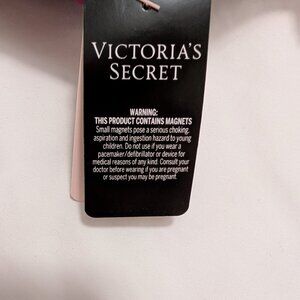 VICTORIA'S
SECRET
WARNING:
THIS PRODUCT CONTAINS MAGNETS
Small magnets pose a serious choking,
aspiration and ingestion hazard to young
children. Do not use if you wear a
pacemaker/defibrillator or device for
medical reasons of any kind. Consult your
doctor before wearing if you are pregnant
or suspect you may be pregnant.